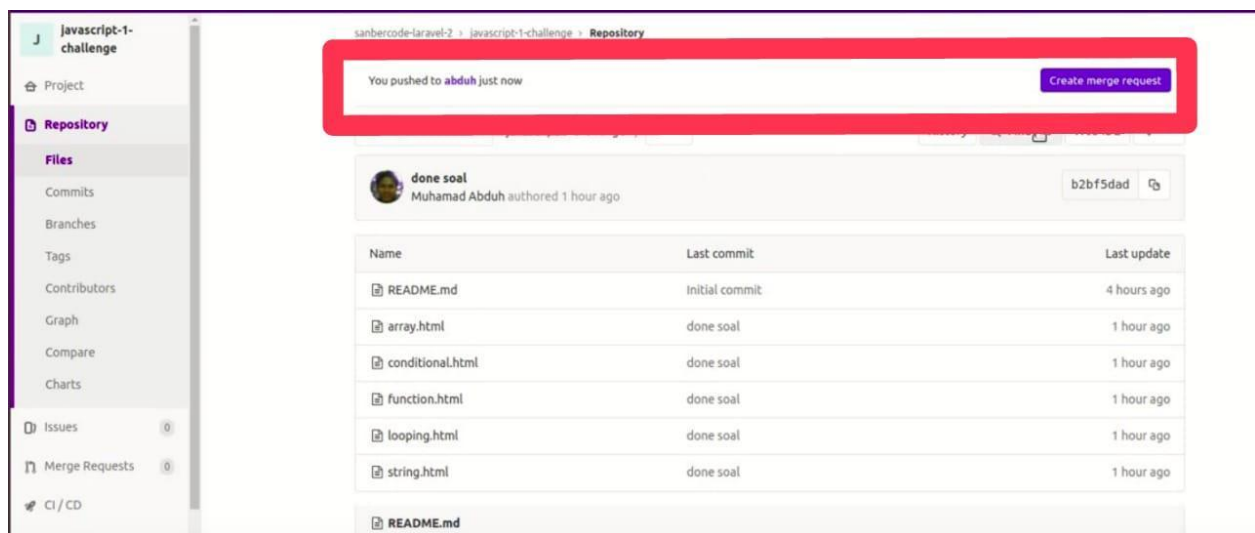 J
javascript-1-
challenge
Project
Repository
Files
Commits
Branches
Tags
Contributors
Graph
Compare
Charts
Issues 0
Merge Requests 0
CI / CD
sanbercode-laravel-2 › javascript-1-challenge › Repository
You pushed to abduh just now Create merge request
done soal
Muhamad Abduh authored 1 hour ago b2bf5dad
Name Last commit Last update
README.md Initial commit 4 hours ago
array.html done soal 1 hour ago
conditional.html done soal 1 hour ago
function.html done soal 1 hour ago
looping.html done soal 1 hour ago
string.html done soal 1 hour ago
README.md